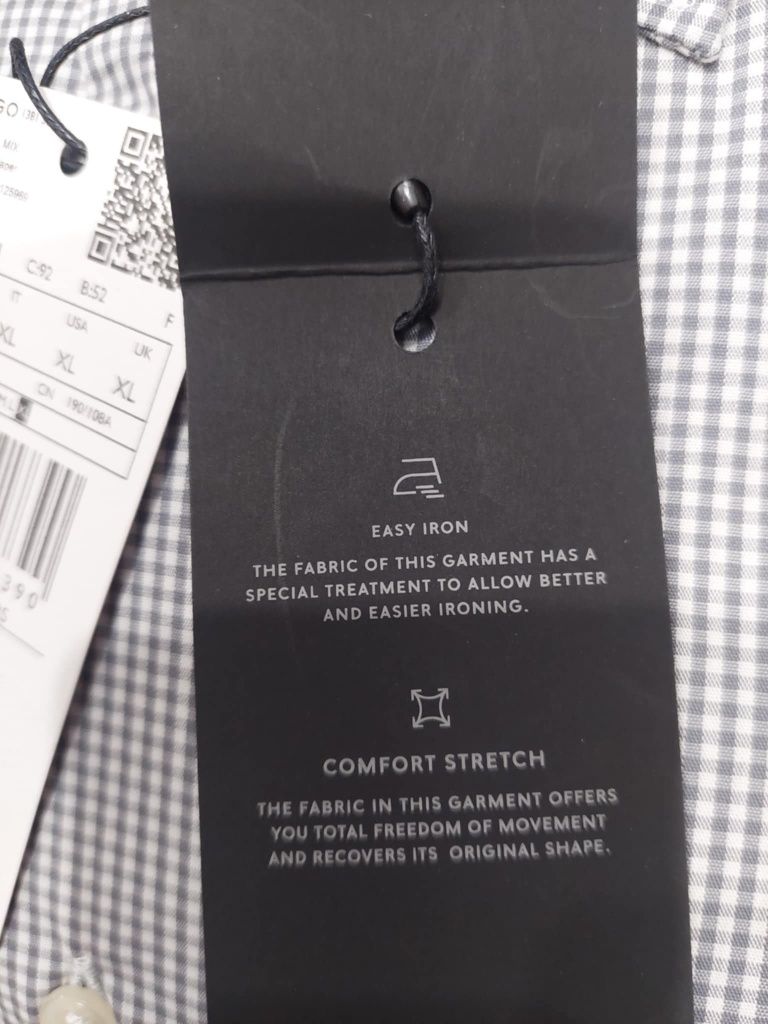 MIX
C:92 B:52 F
IT USA UK
XL XL XL
CN 190/108A
390
EASY IRON
THE FABRIC OF THIS GARMENT HAS A
SPECIAL TREATMENT TO ALLOW BETTER
AND EASIER IRONING.
COMFORT STRETCH
THE FABRIC IN THIS GARMENT OFFERS
YOU TOTAL FREEDOM OF MOVEMENT
AND RECOVERS ITS ORIGINAL SHAPE.